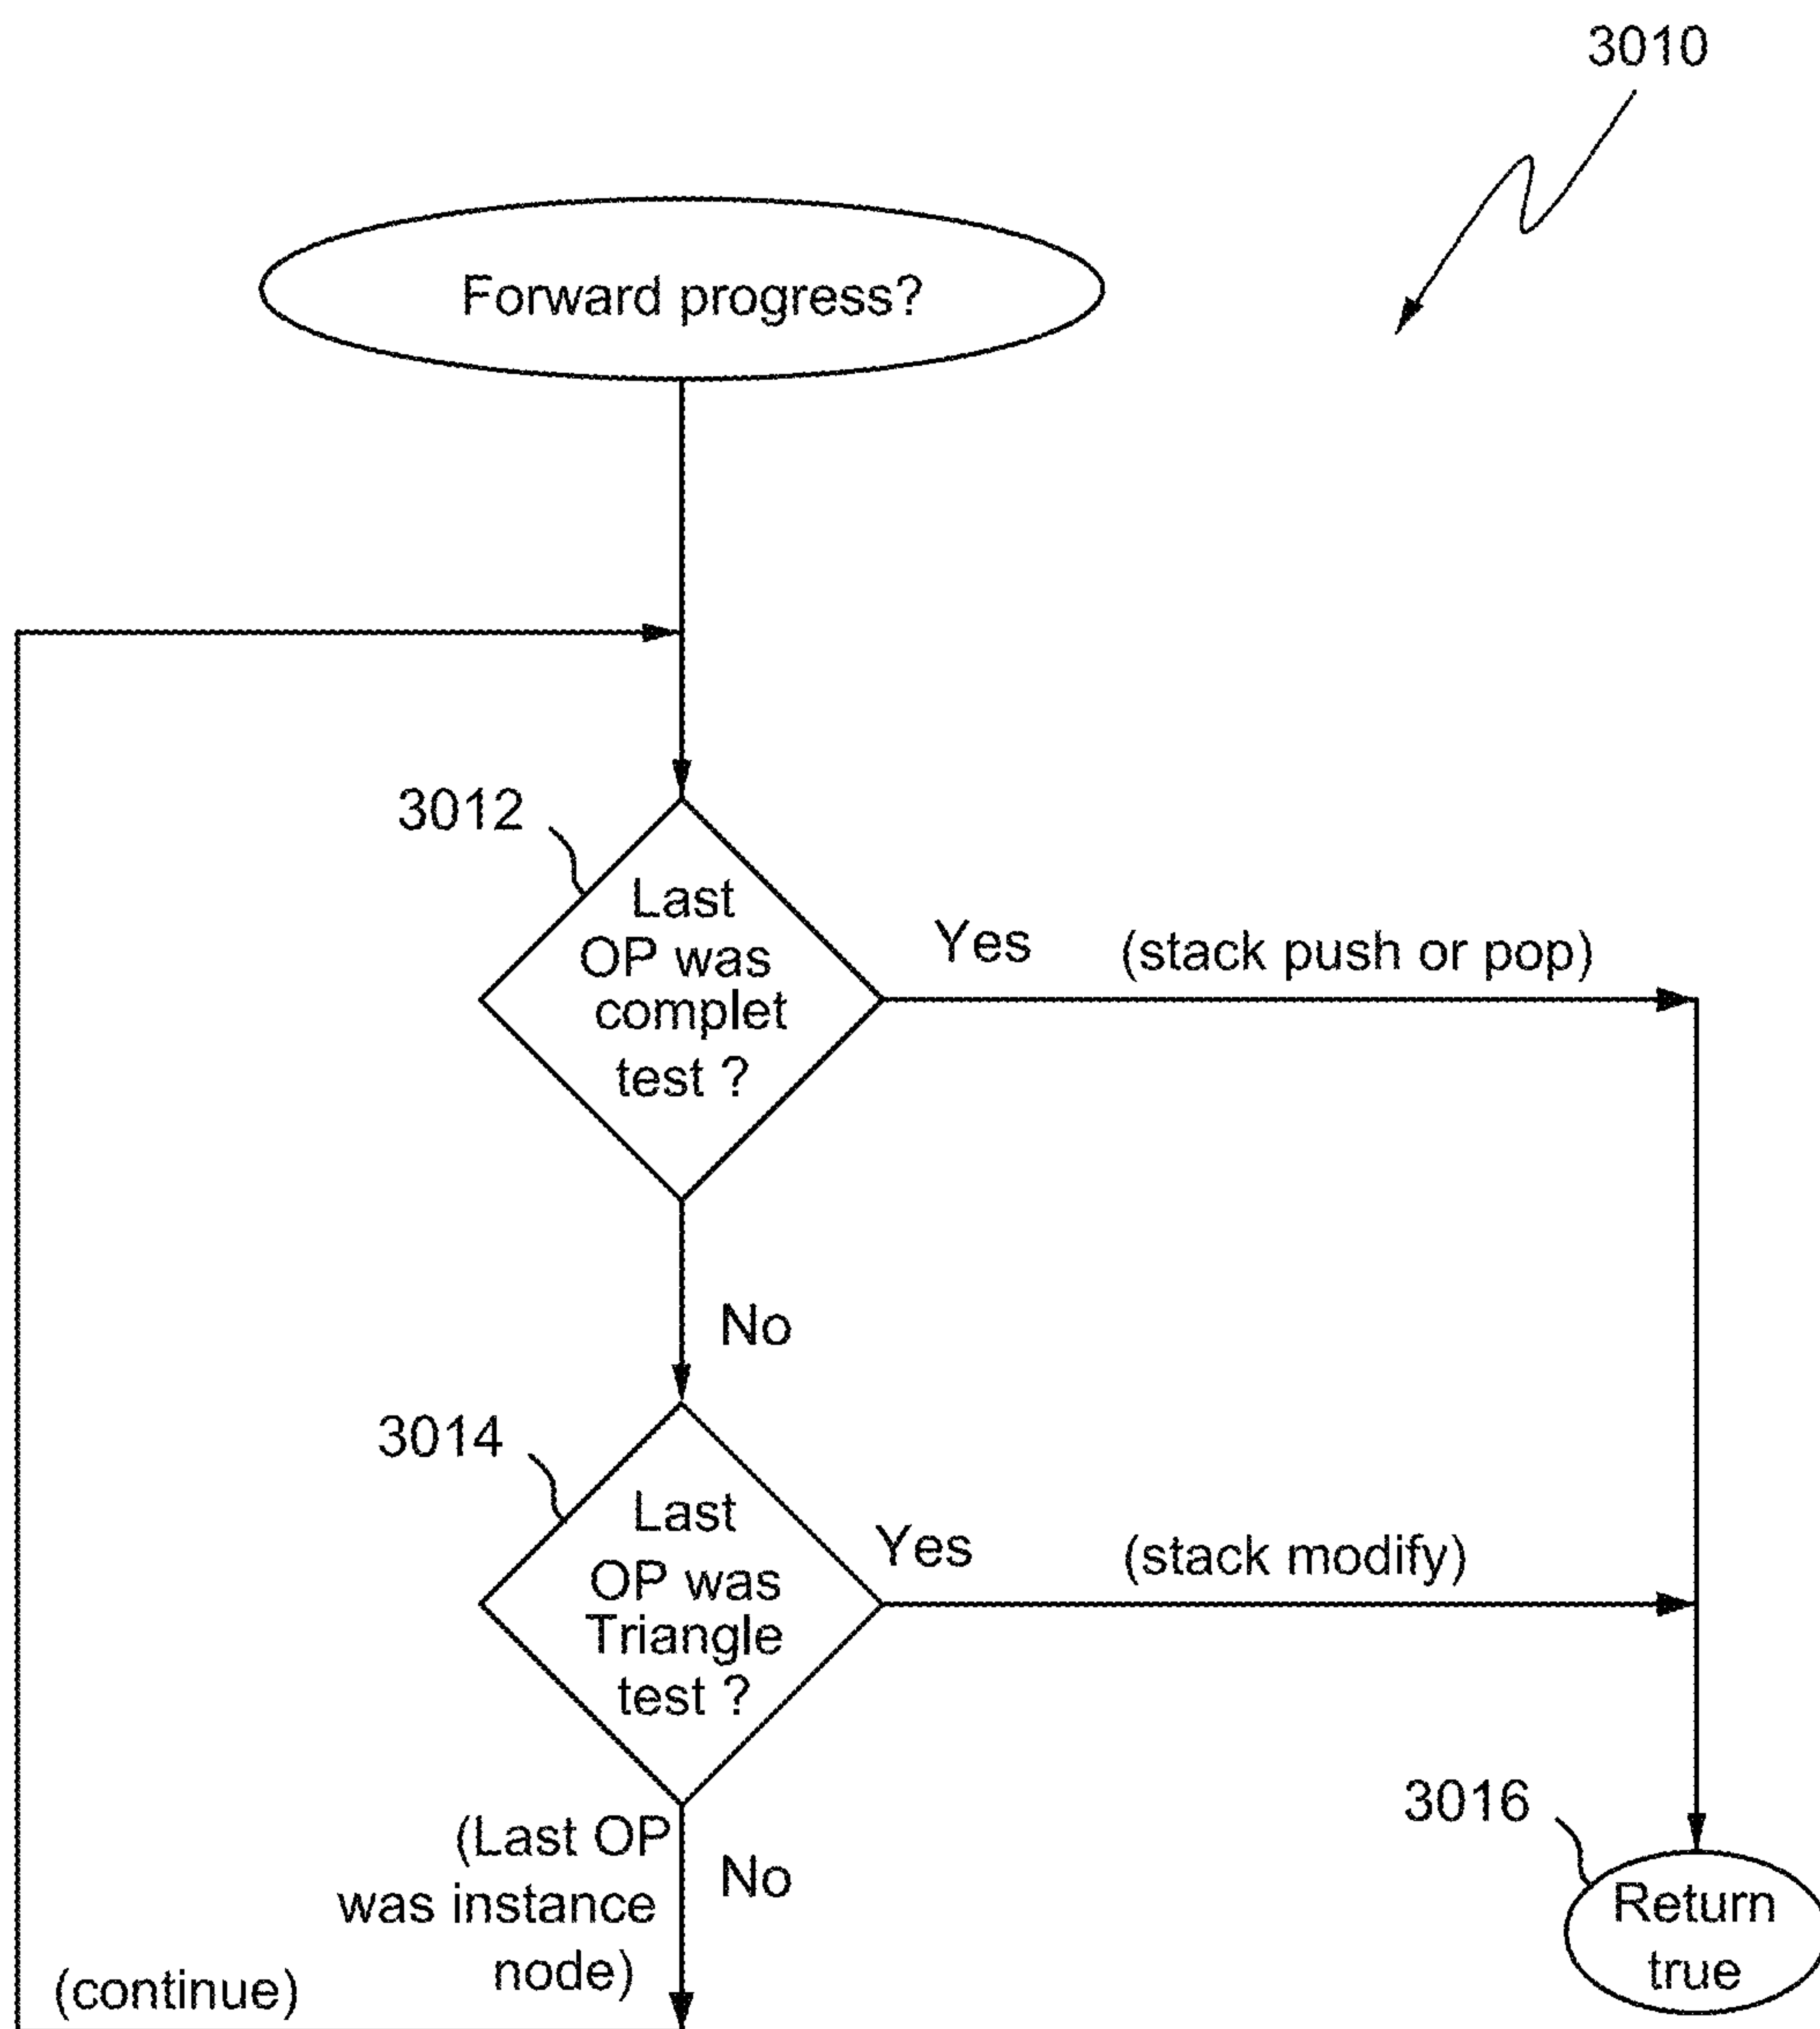 3010
Forward progress?
3012
Last
OP was
complet
test ?
Yes
(stack push or pop)
No
3014
Last
OP was
Triangle
test ?
Yes
(stack modify)
3016
Return
true
(Last OP
was instance
node)
No
(continue)